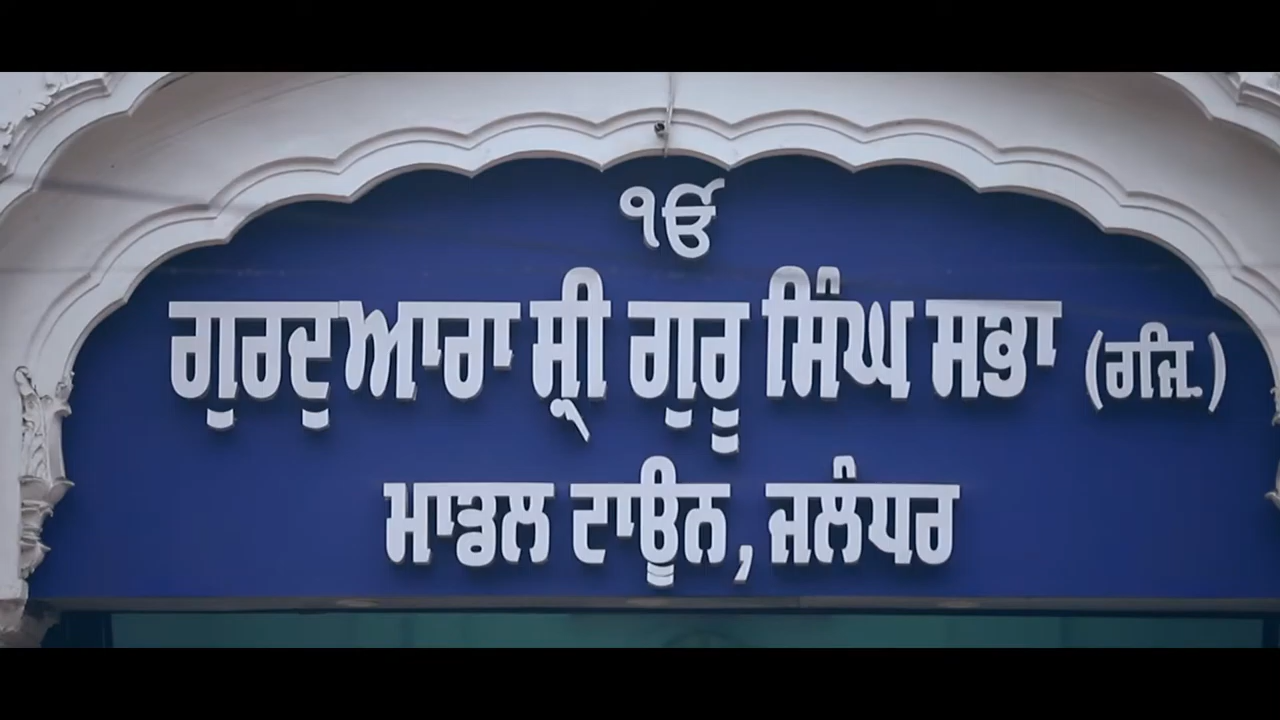 ੴ
ਗੁਰਦੁਆਰਾ ਸ੍ਰੀ ਗੁਰੂ ਸਿੰਘ ਸਭਾ (ਰਜਿ.)
ਮਾਡਲ ਟਾਊਨ, ਜਲੰਧਰ